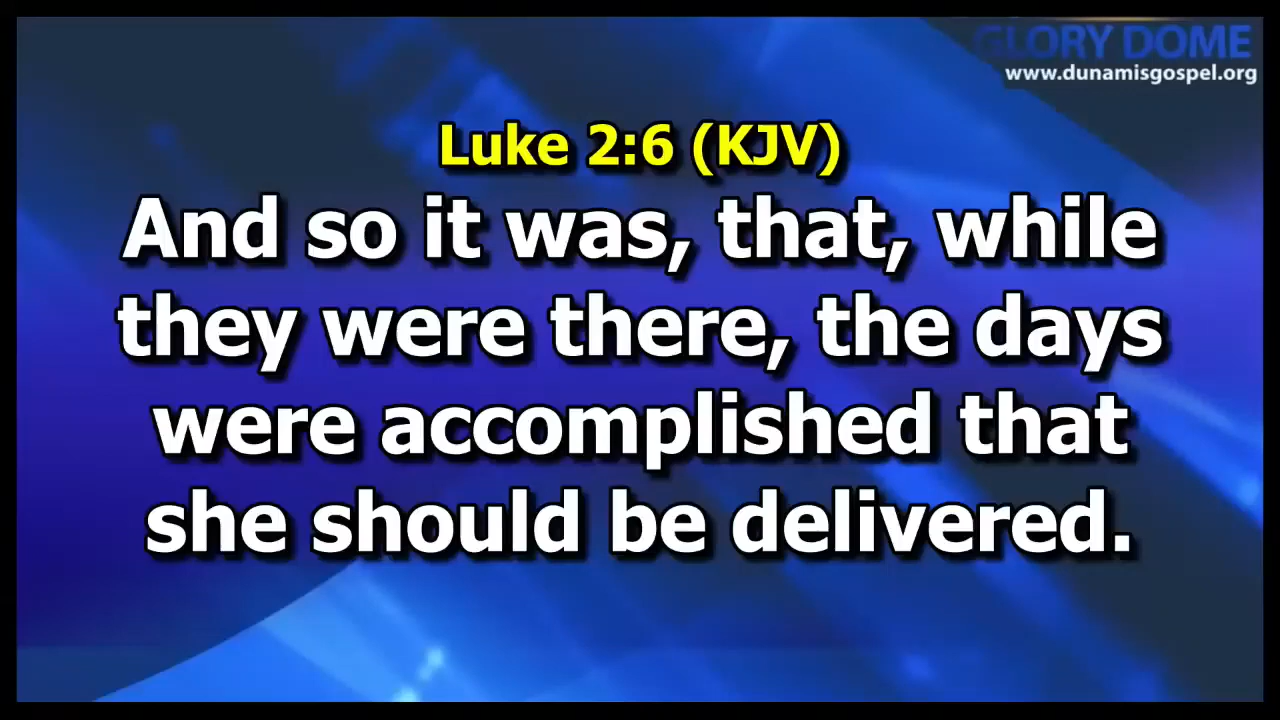 GLORY DOME
www.dunamisgospel.org
Luke 2:6 (KJV)
And so it was, that, while
they were there, the days
were accomplished that
she should be delivered.